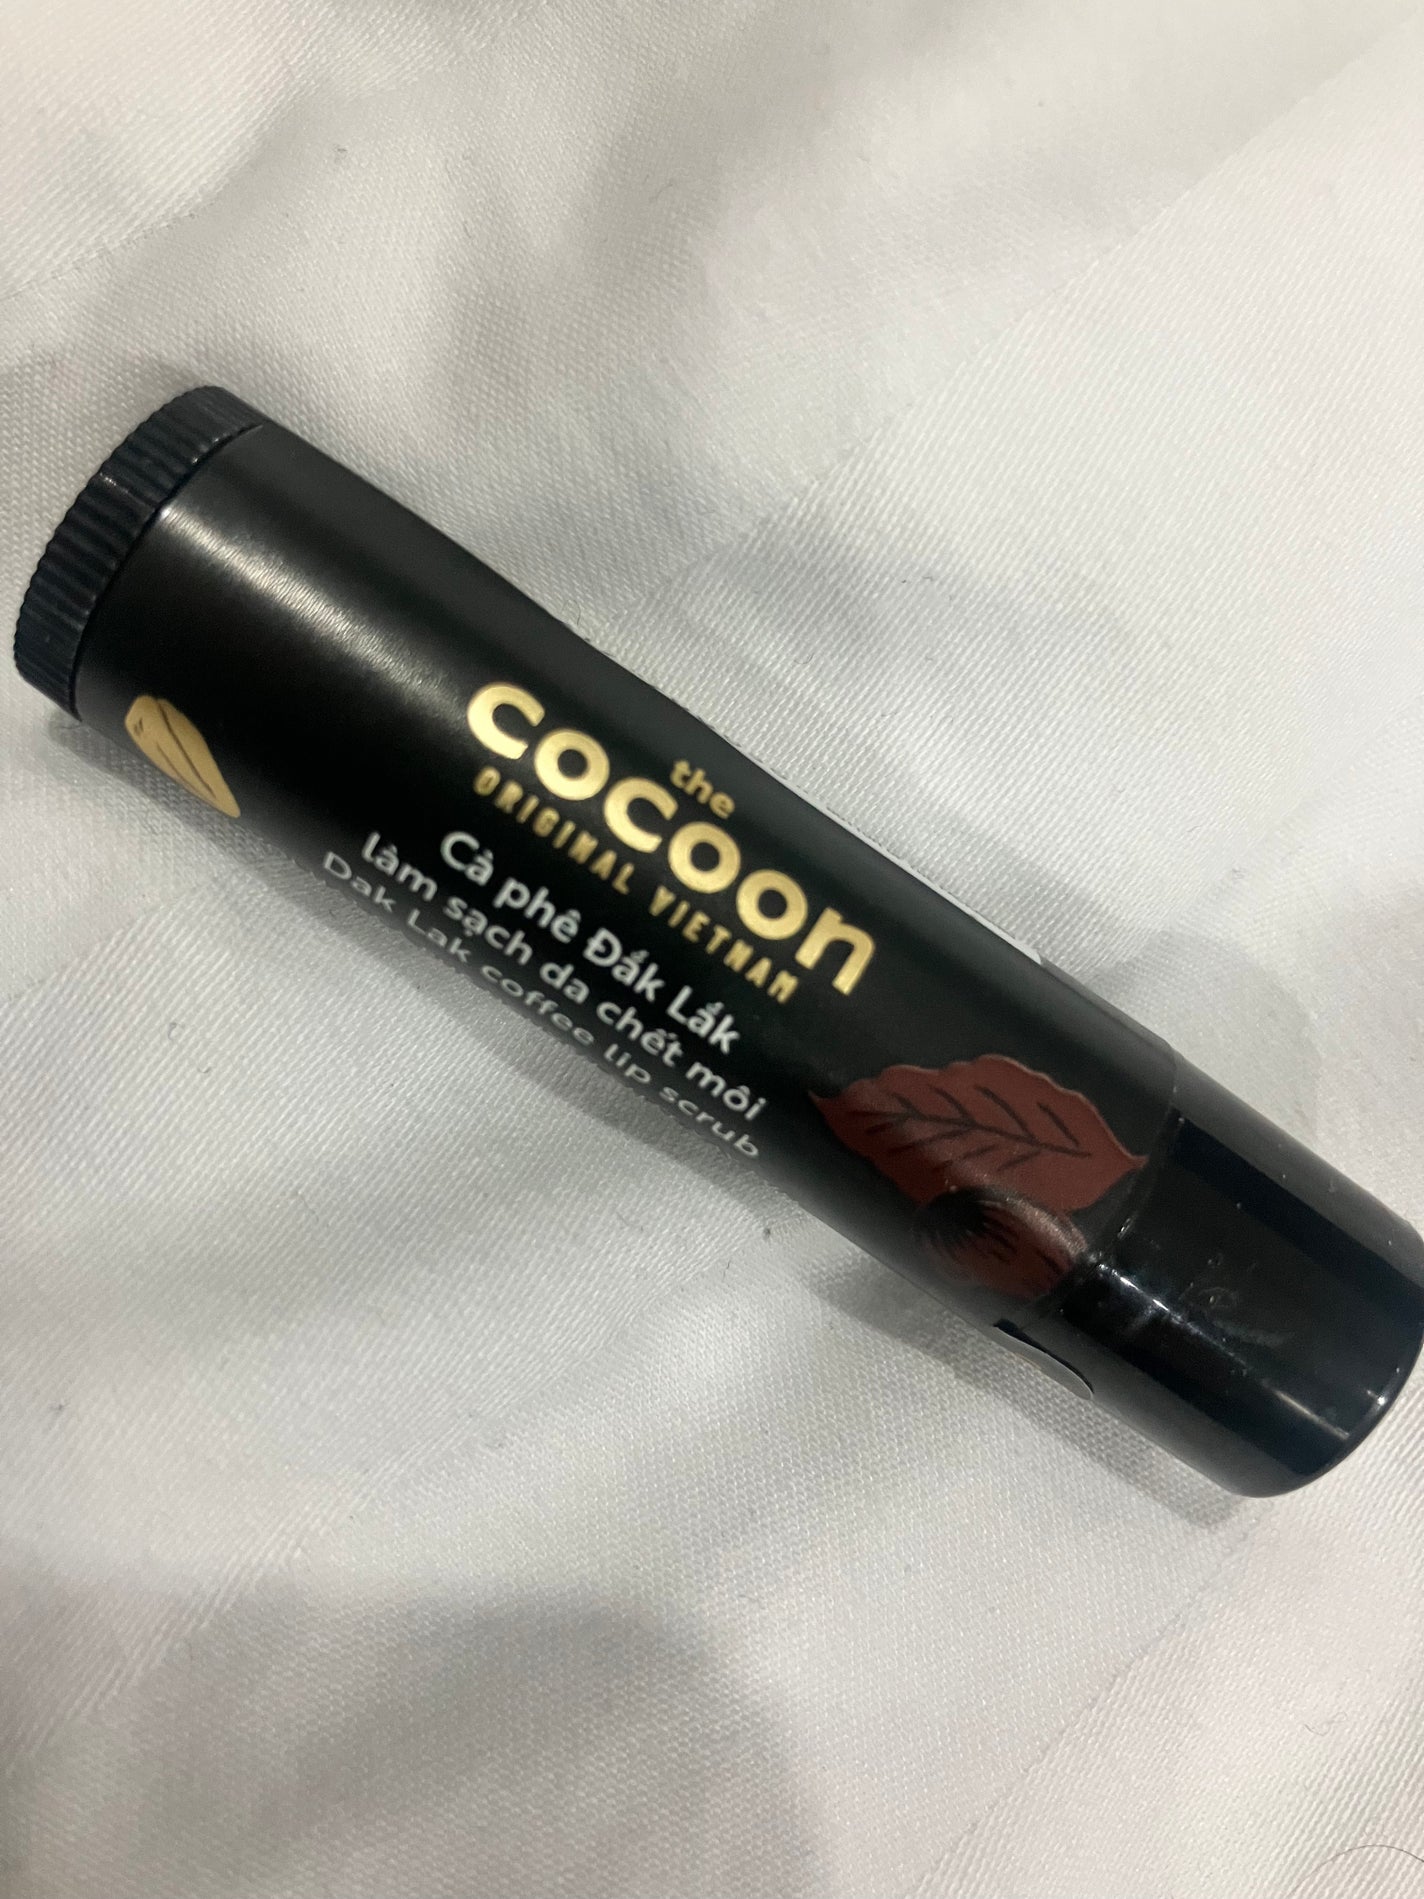 the
cocoon
ORIGINAL VIETNAM
Cà phê Đắk Lắk
làm sạch da chết môi
Dak Lak coffee lip scrub